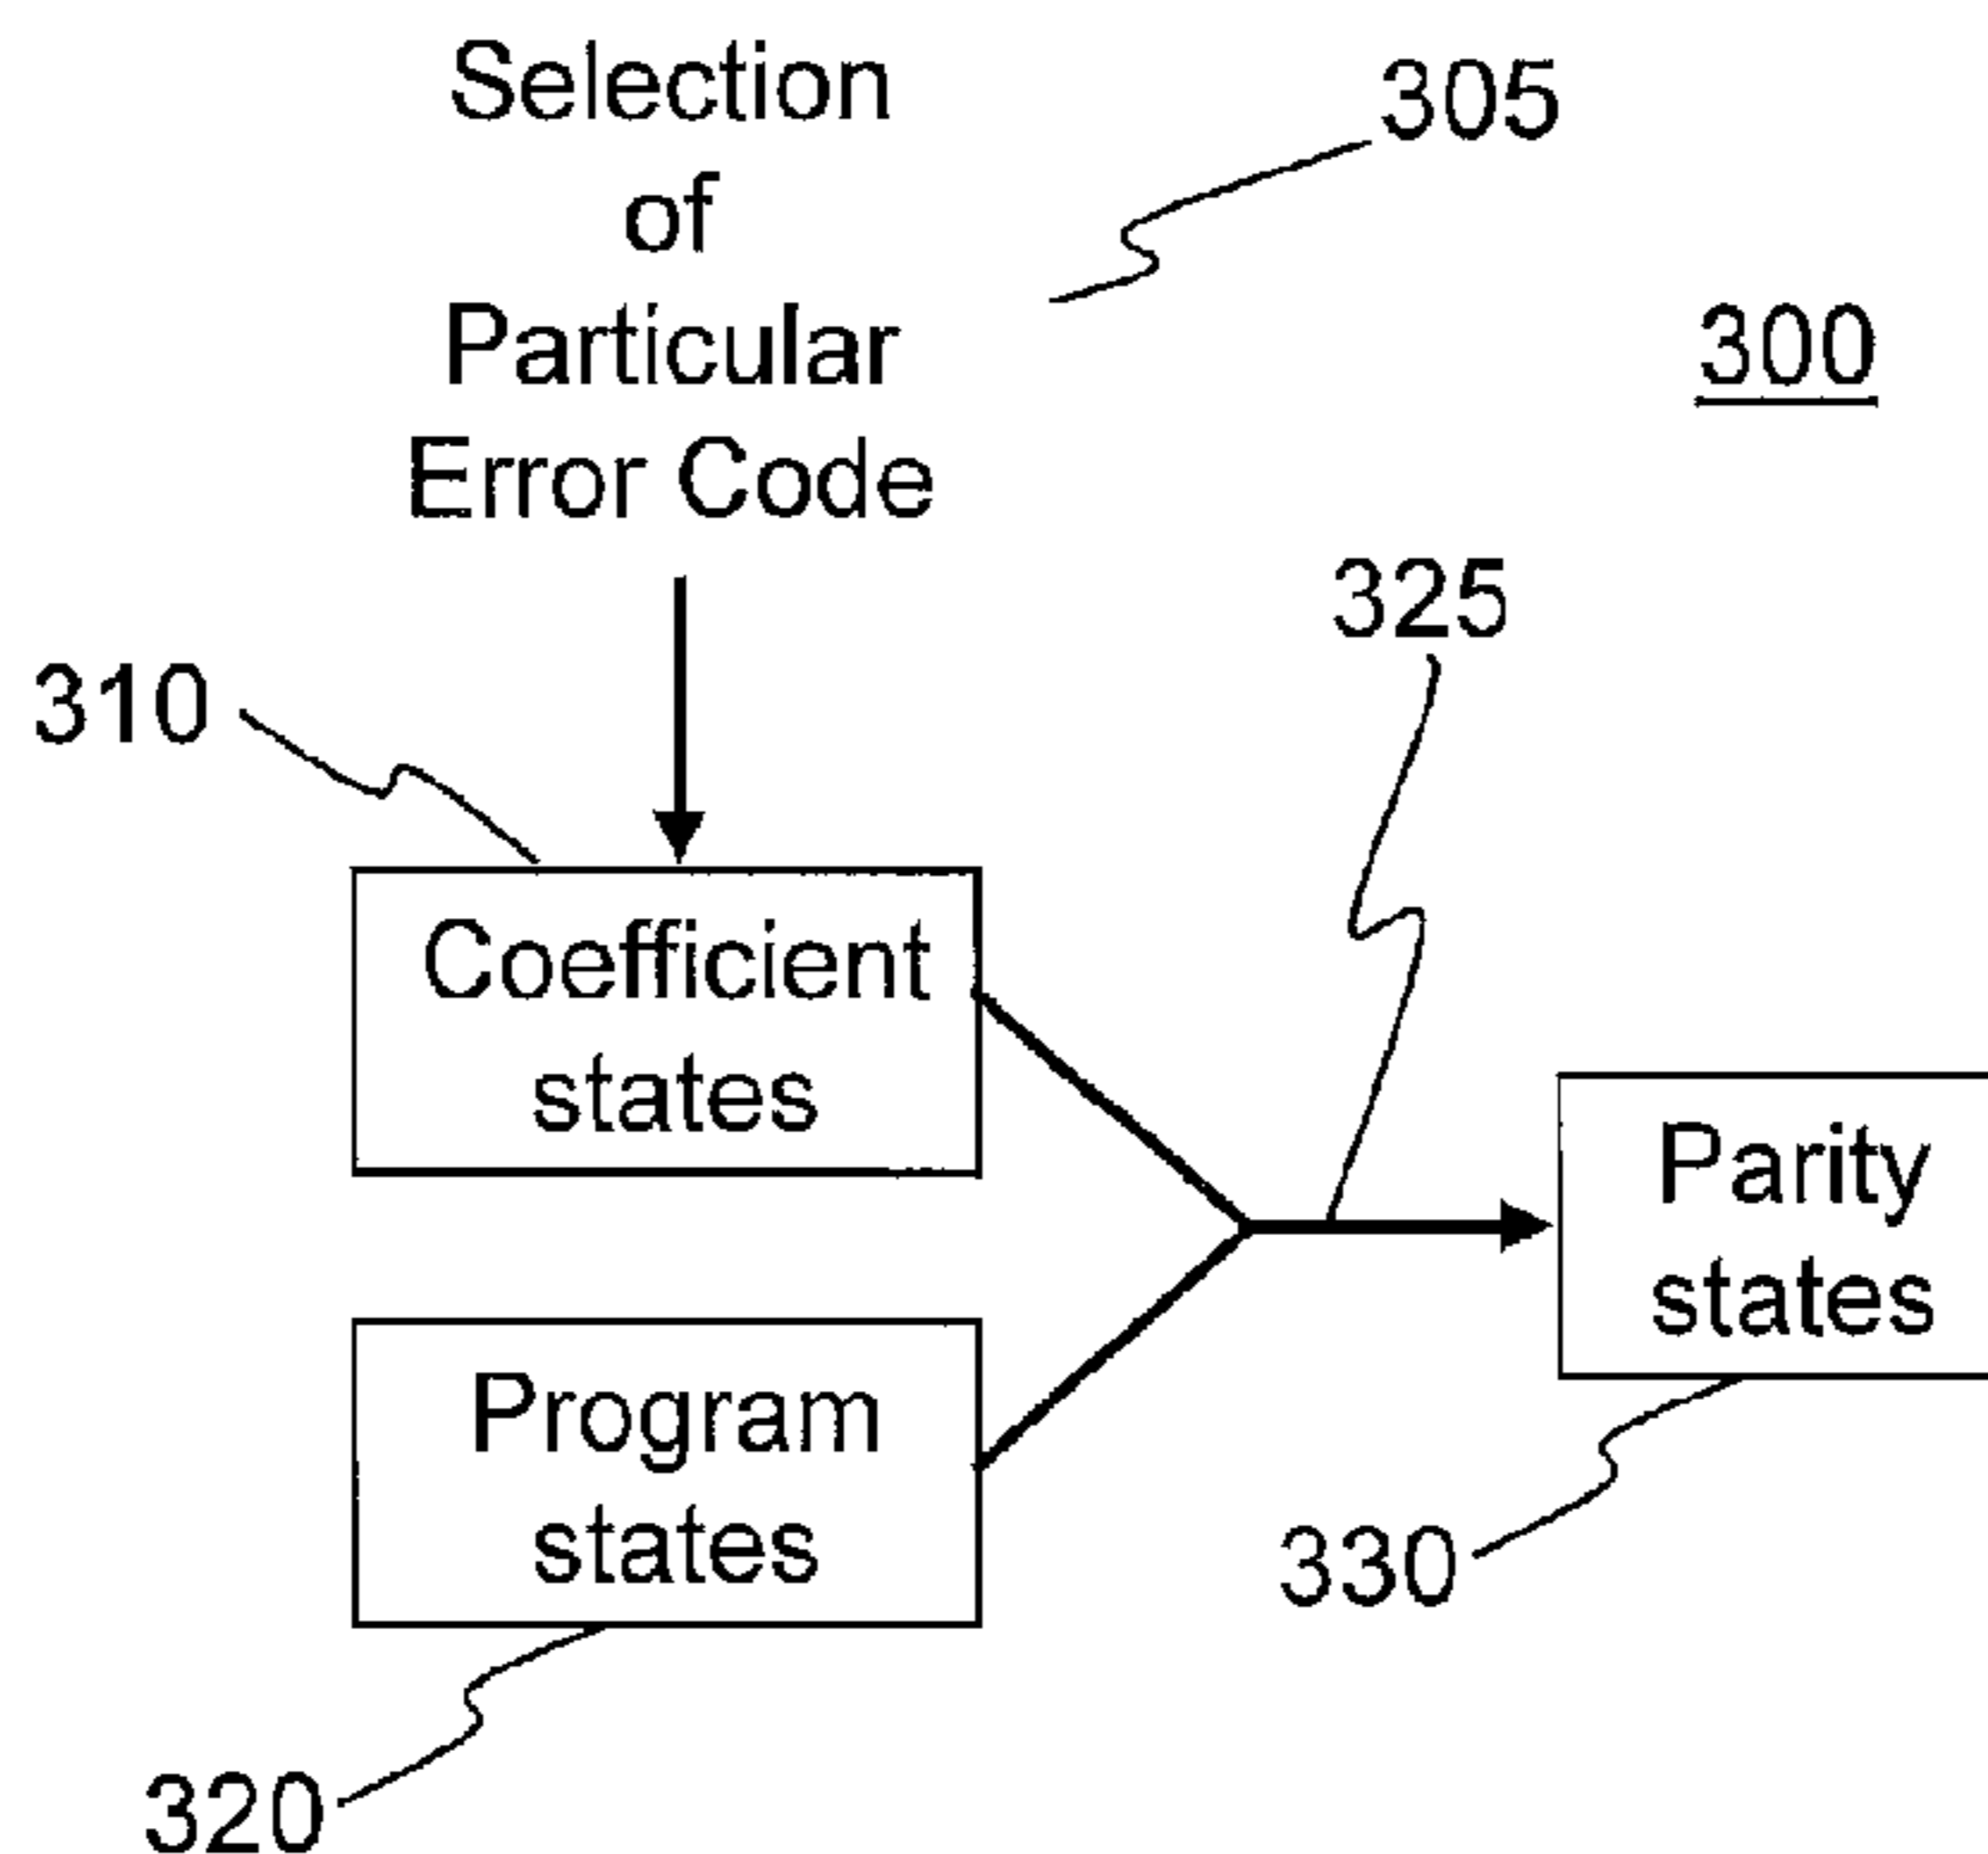 Selection
of
Particular
Error Code
305
300
325
310
Coefficient
states
Parity
states
Program
states
330
320